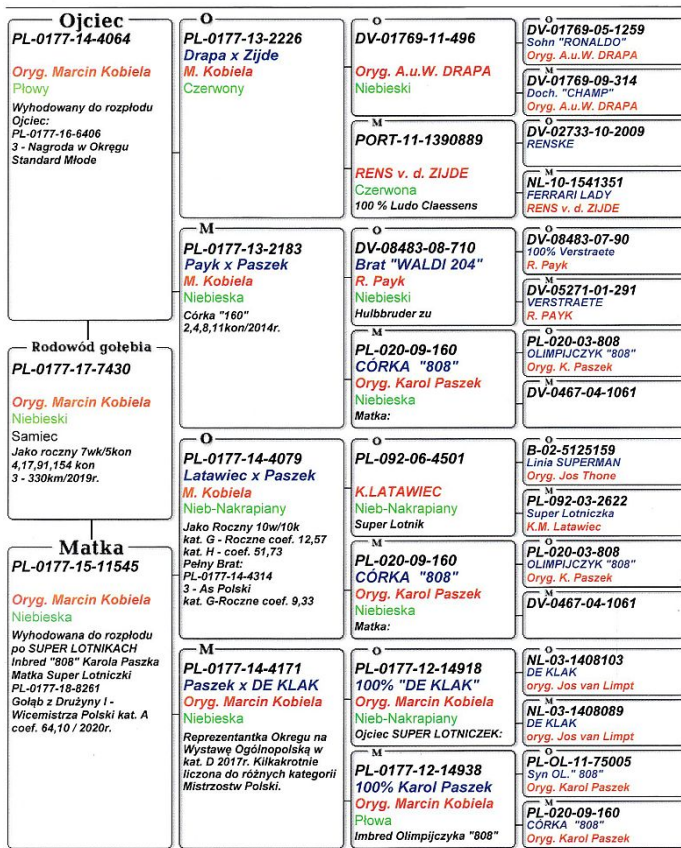 Ojciec
PL-0177-14-4064
Oryg. Marcin Kobiela
Płowy
Wyhodowany do rozpłodu
Ojciec:
PL-0177-16-6406
3 - Nagroda w Okręgu
Standard Młode
Rodowód gołębia
PL-0177-17-7430
Oryg. Marcin Kobiela
Niebieski
Samiec
Jako roczny 7wk/5kon
4,17,91,154 kon
3 - 330km/2019r.
Matka
PL-0177-15-11545
Oryg. Marcin Kobiela
Niebieska
Wyhodowana do rozpłodu
po SUPER LOTNIKACH
Inbred "808" Karola Paszka
Matka Super Lotniczki
PL-0177-18-8261
Gołąb z Drużyny I -
Wicemistrza Polski kat. A
coef. 64,10 / 2020r.
O
PL-0177-13-2226
Drapa x Zijde
M. Kobiela
Czerwony
M
PL-0177-13-2183
Payk x Paszek
M. Kobiela
Niebieska
Córka "160"
2,4,8,11kon/2014r.
O
PL-0177-14-4079
Latawiec x Paszek
M. Kobiela
Nieb-Nakrapiany
Jako Roczny 10w/10k
kat. G - Roczne coef. 12,57
kat. H - coef. 51,73
Pełny Brat:
PL-0177-14-4314
3 - As Polski
kat. G-Roczne coef. 9,33
M
PL-0177-14-4171
Paszek x DE KLAK
Oryg. Marcin Kobiela
Niebieska
Reprezentantka Okręgu na
Wystawę Ogólnopolską w
kat. D 2017r. Kilkakrotnie
liczona do różnych kategorii
Mistrzostw Polski.
O
DV-01769-11-496
Oryg. A.u.W. DRAPA
Niebieski
M
PORT-11-1390889
RENS v. d. ZIJDE
Czerwona
100 % Ludo Claessens
O
DV-08483-08-710
Brat "WALDI 204"
R. Payk
Niebieski
Hulbbruder zu
M
PL-020-09-160
CÓRKA "808"
Oryg. Karol Paszek
Niebieska
Matka:
O
PL-092-06-4501
K.LATAWIEC
Nieb-Nakrapiany
Super Lotnik
M
PL-020-09-160
CÓRKA "808"
Oryg. Karol Paszek
Niebieska
Matka:
O
PL-0177-12-14918
100% "DE KLAK"
Oryg. Marcin Kobiela
Nieb-Nakrapiany
Ojciec SUPER LOTNICZEK:
M
PL-0177-12-14938
100% Karol Paszek
Oryg. Marcin Kobiela
Płowa
Imbred Olimpijczyka "808"
O
DV-01769-05-1259
Sohn "RONALDO"
Oryg. A.u.W. DRAPA
M
DV-01769-09-314
Doch. "CHAMP"
Oryg. A.u.W. DRAPA
O
DV-02733-10-2009
RENSKE
M
NL-10-1541351
FERRARI LADY
RENS v. d. ZIJDE
O
DV-08483-07-90
100% Verstraete
R. Payk
M
DV-05271-01-291
VERSTRAETE
R. PAYK
O
PL-020-03-808
OLIMPIJCZYK "808"
Oryg. K. Paszek
M
DV-0467-04-1061
O
B-02-5125159
Linia SUPERMAN
Oryg. Jos Thone
M
PL-092-03-2622
Super Lotniczka
K.M. Latawiec
O
PL-020-03-808
OLIMPIJCZYK "808"
Oryg. K. Paszek
M
DV-0467-04-1061
O
NL-03-1408103
DE KLAK
oryg. Jos van Limpt
M
NL-03-1408089
DE KLAK
oryg. Jos van Limpt
O
PL-OL-11-75005
Syn OL." 808"
Oryg. Karol Paszek
M
PL-020-09-160
CÓRKA "808"
Oryg. Karol Paszek